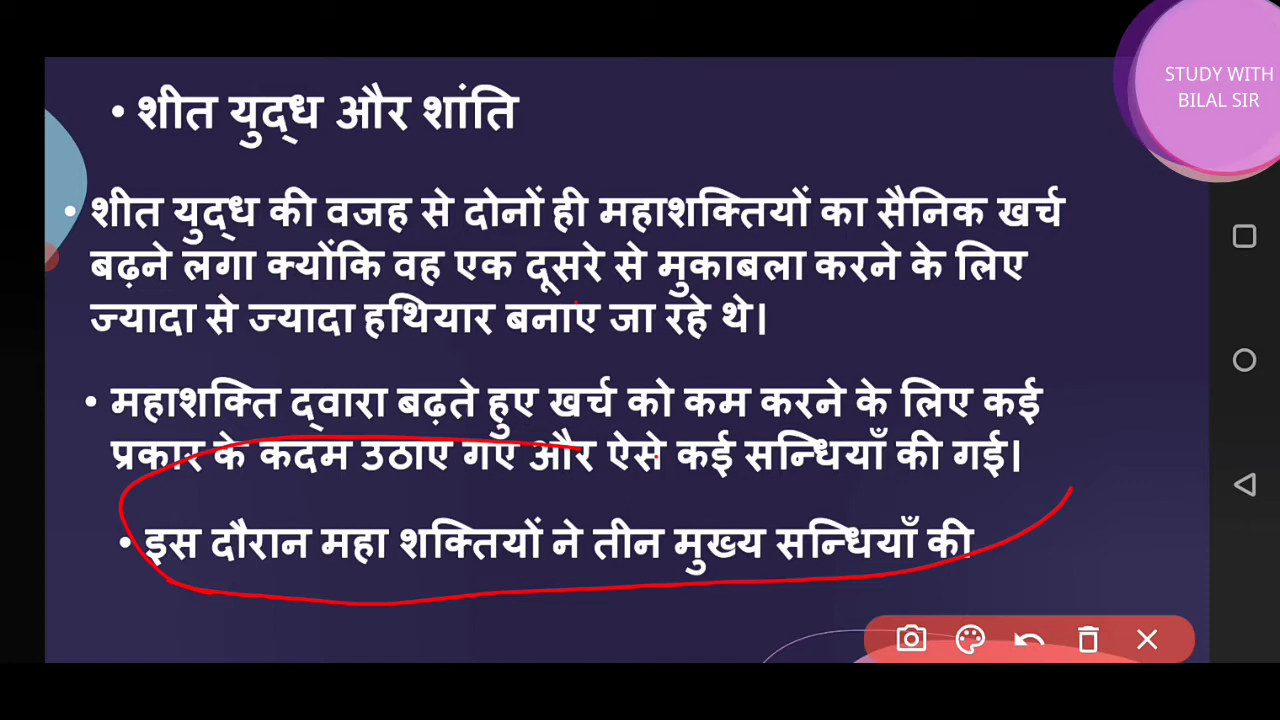 STUDY WITH
BILAL SIR
• शीत युद्ध और शांति
• शीत युद्ध की वजह से दोनों ही महाशक्तियों का सैनिक खर्च
बढ़ने लगा क्योंकि वह एक दूसरे से मुकाबला करने के लिए
ज्यादा से ज्यादा हथियार बनाए जा रहे थे|
• महाशक्ति द्वारा बढ़ते हुए खर्च को कम करने के लिए कई
प्रकार के कदम उठाए गए और ऐसे कई सन्धियाँ की गई|
• इस दौरान महा शक्तियों ने तीन मुख्य सन्धियाँ की